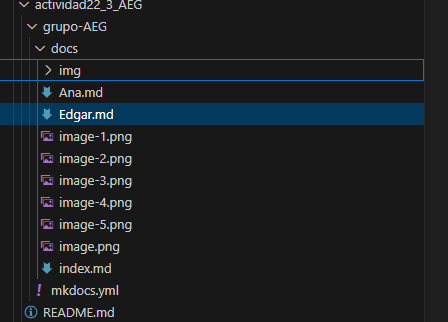 actividad22_3_AEG
grupo-AEG
docs
img
Ana.md
Edgar.md
image-1.png
image-2.png
image-3.png
image-4.png
image-5.png
image.png
index.md
! mkdocs.yml
README.md